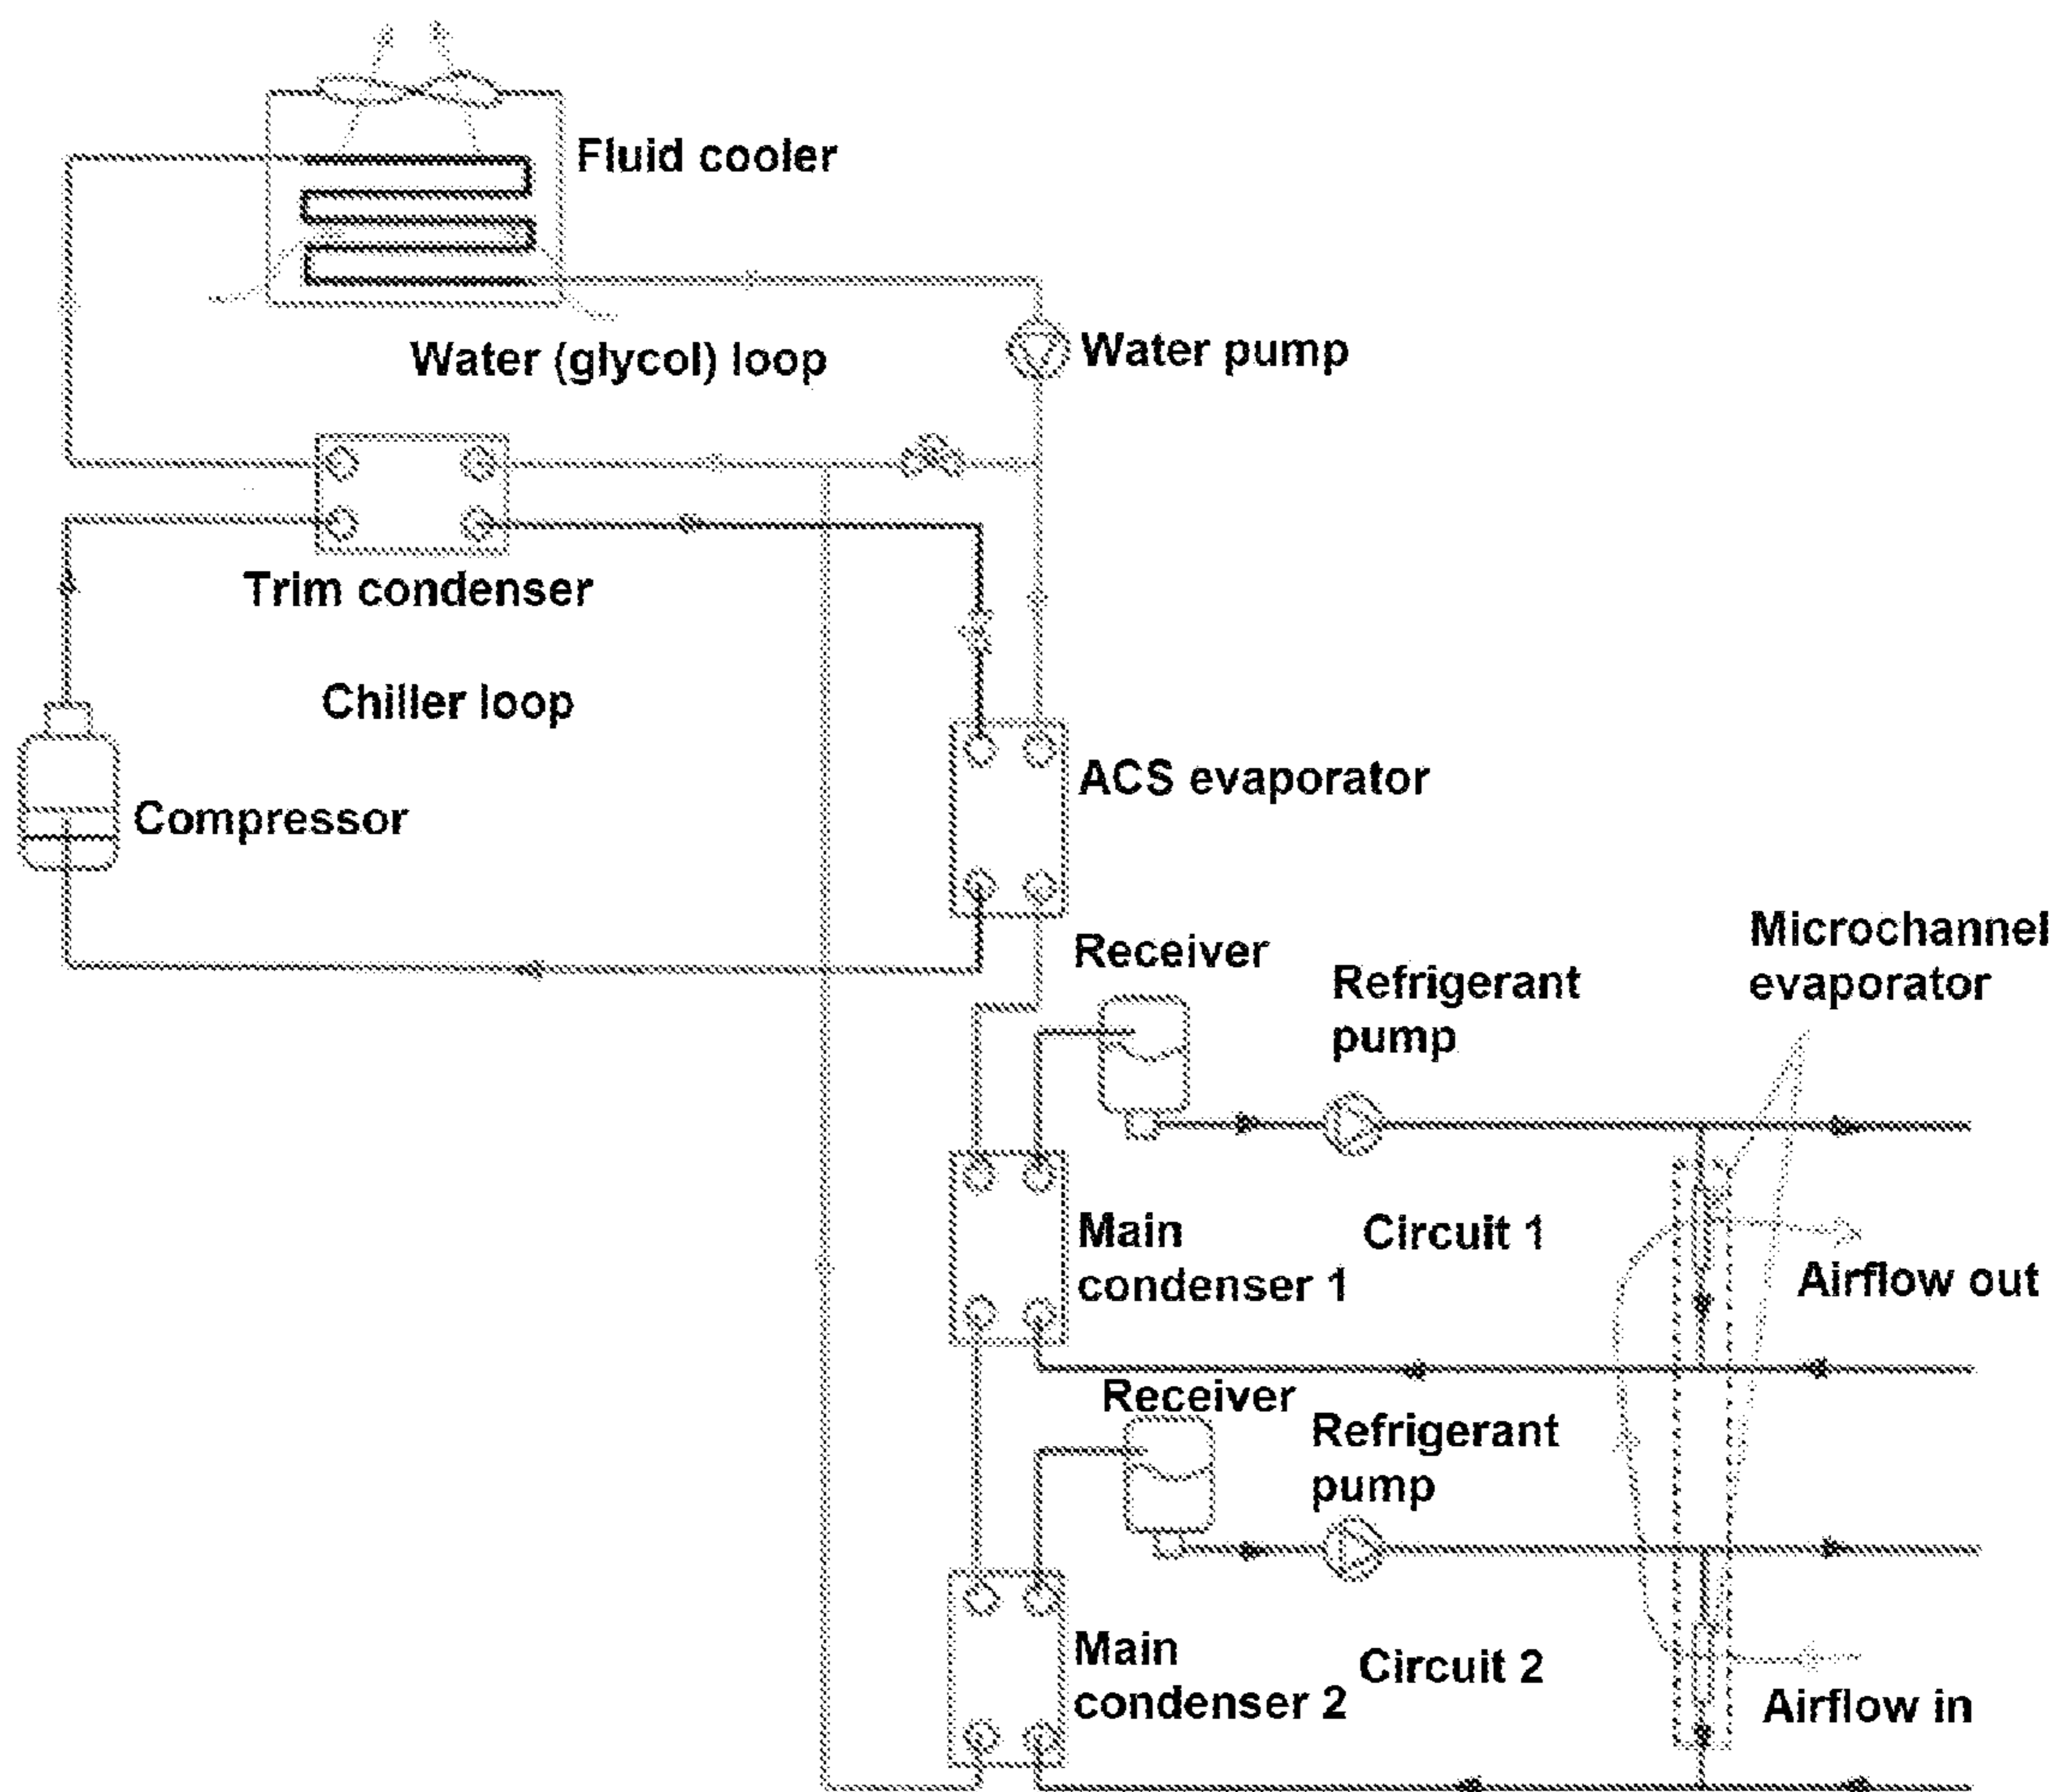 Fluid cooler
Water (glycol) loop
Water pump
Trim condenser
Chiller loop
ACS evaporator
Compressor
Microchannel
evaporator
Receiver
Refrigerant
pump
Main
condenser 1
Circuit 1
Airflow out
Receiver
Refrigerant
pump
Main
condenser 2
Circuit 2
Airflow in